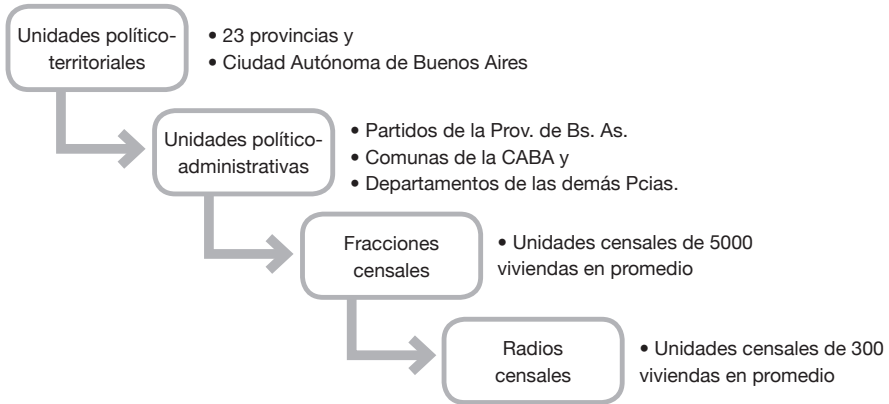 Unidades político-
territoriales
• 23 provincias y
• Ciudad Autónoma de Buenos Aires
Unidades político-
administrativas
• Partidos de la Prov. de Bs. As.
• Comunas de la CABA y
• Departamentos de las demás Pcias.
Fracciones
censales
• Unidades censales de 5000
viviendas en promedio
Radios
censales
• Unidades censales de 300
viviendas en promedio